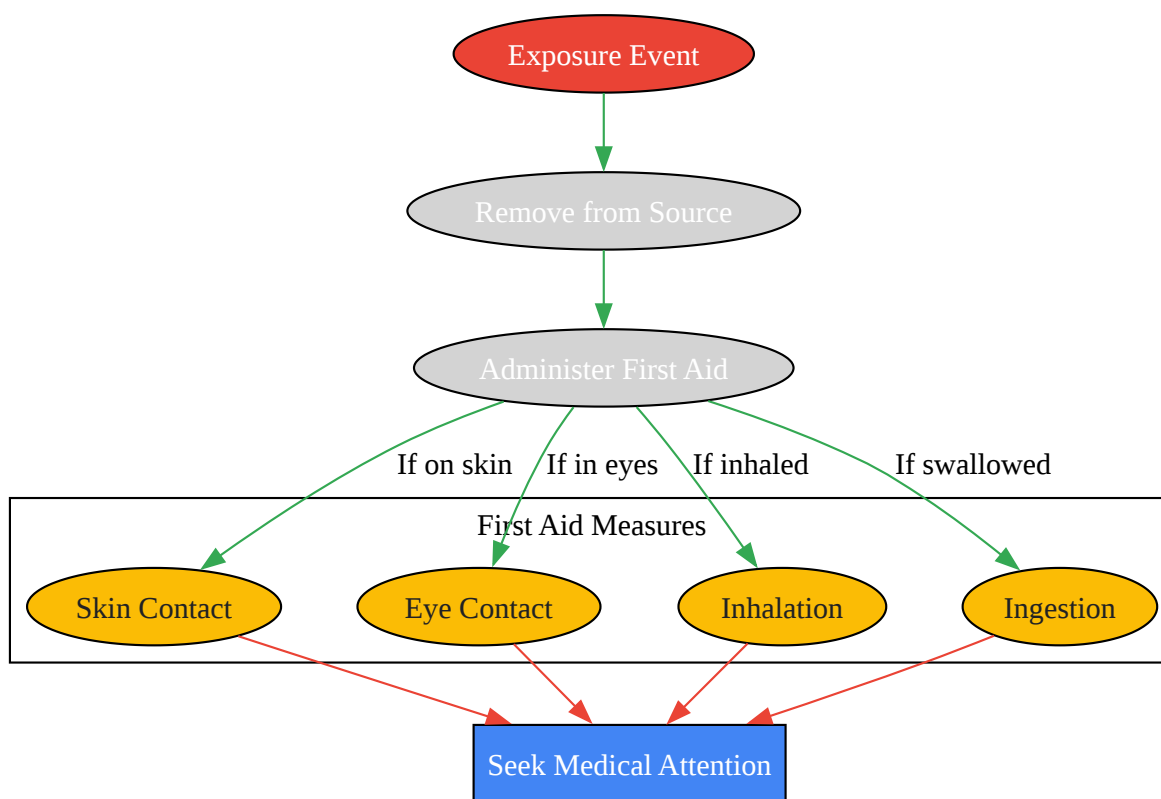 Exposure Event
Remove from Source
Administer First Aid
If on skin
If in eyes
If inhaled
If swallowed
First Aid Measures
Skin Contact
Eye Contact
Inhalation
Ingestion
Seek Medical Attention